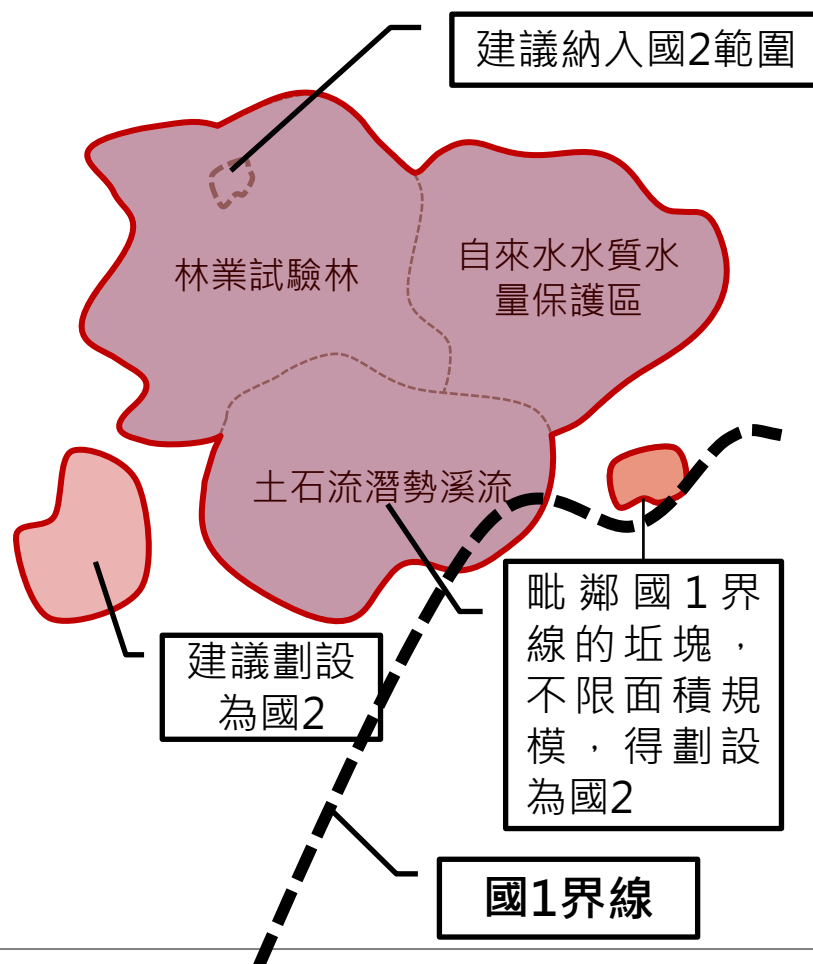 建議納入國2範圍
林業試驗林
自來水水質水
量保護區
土石流潛勢溪流
毗鄰國1界
線的坵塊，
不限面積規
模，得劃設
為國2
建議劃設
為國2
國1界線